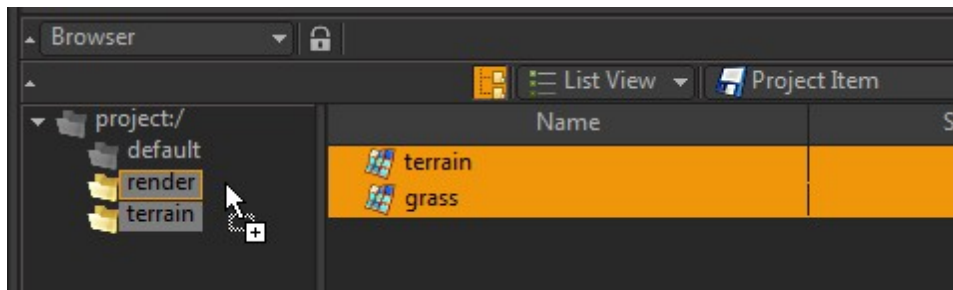 Browser
List View Project Item
project:/
default
render
terrain
Name S
terrain
grass